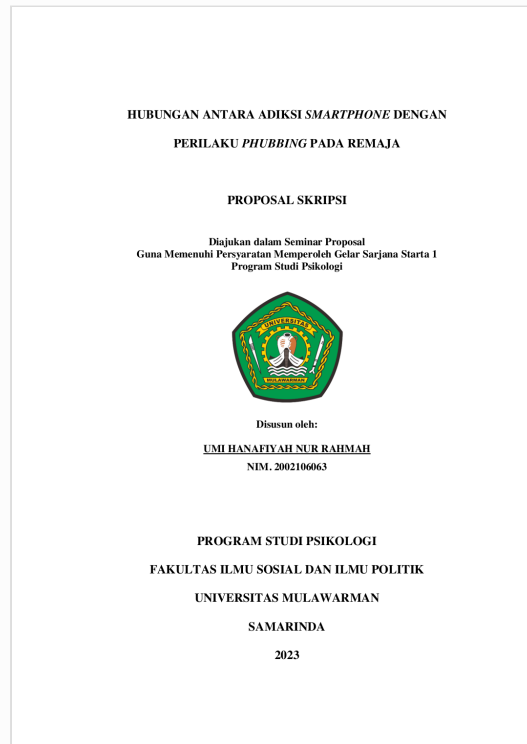 HUBUNGAN ANTARA ADIKSI SMARTPHONE DENGAN
PERILAKU PHUBBING PADA REMAJA
PROPOSAL SKRIPSI
Diajukan dalam Seminar Proposal
Guna Memenuhi Persyaratan Memperoleh Gelar Sarjana Starta 1
Program Studi Psikologi
UNIVERSITAS
MULAWARMAN
Disusun oleh:
UMI HANAFIYAH NUR RAHMAH
NIM. 2002106063
PROGRAM STUDI PSIKOLOGI
FAKULTAS ILMU SOSIAL DAN ILMU POLITIK
UNIVERSITAS MULAWARMAN
SAMARINDA
2023